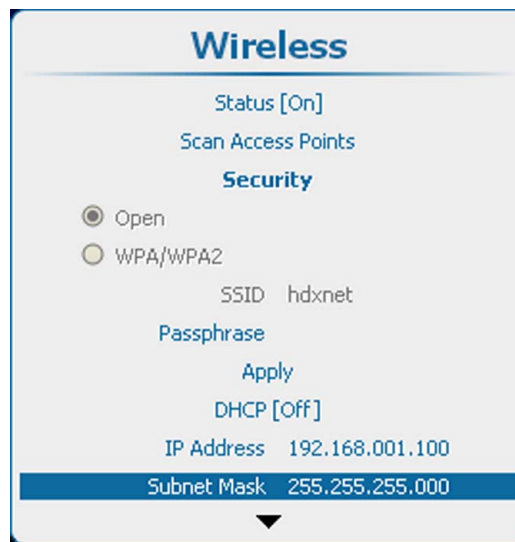 Wireless
Status [On]
Scan Access Points
Security
Open
WPA/WPA2
SSID hdxnet
Passphrase
Apply
DHCP [Off]
IP Address 192.168.001.100
Subnet Mask 255.255.255.000